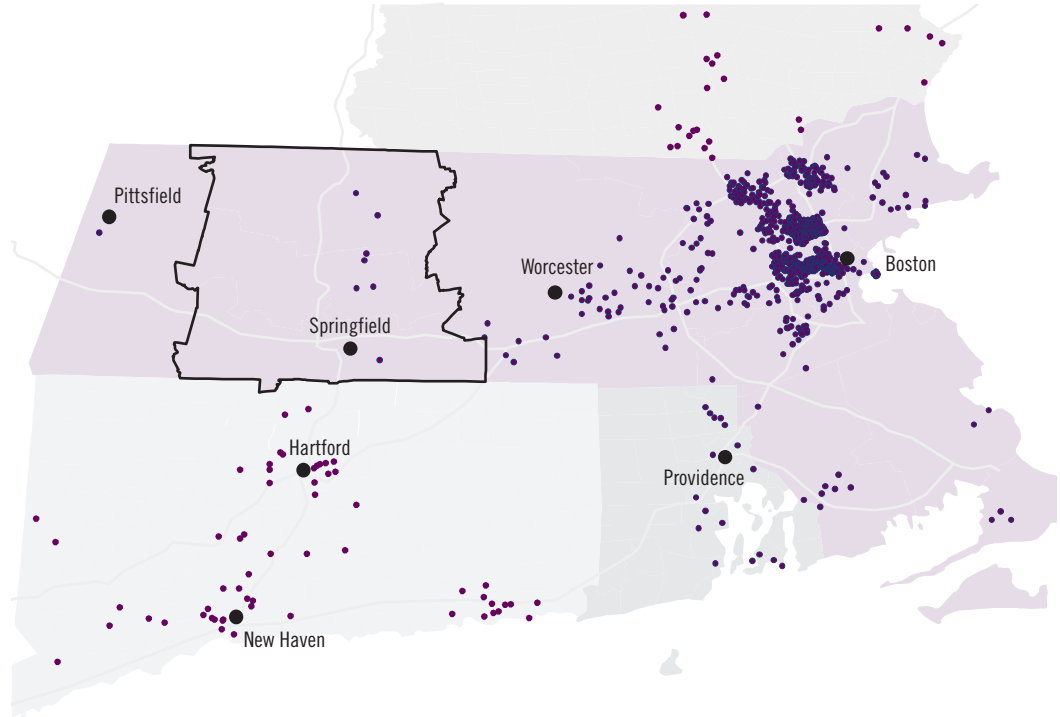 Pittsfield
Worcester
Boston
Springfield
Hartford
Providence
New Haven